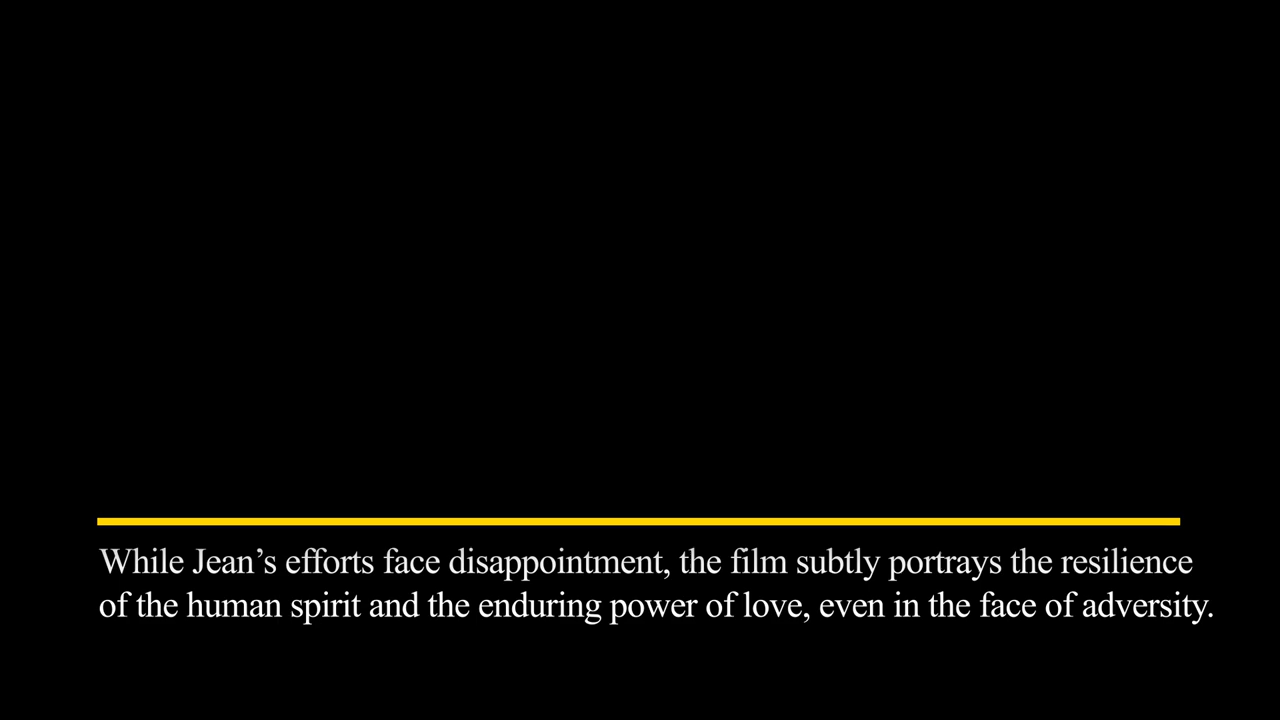 While Jean’s efforts face disappointment, the film subtly portrays the resilience
of the human spirit and the enduring power of love, even in the face of adversity.